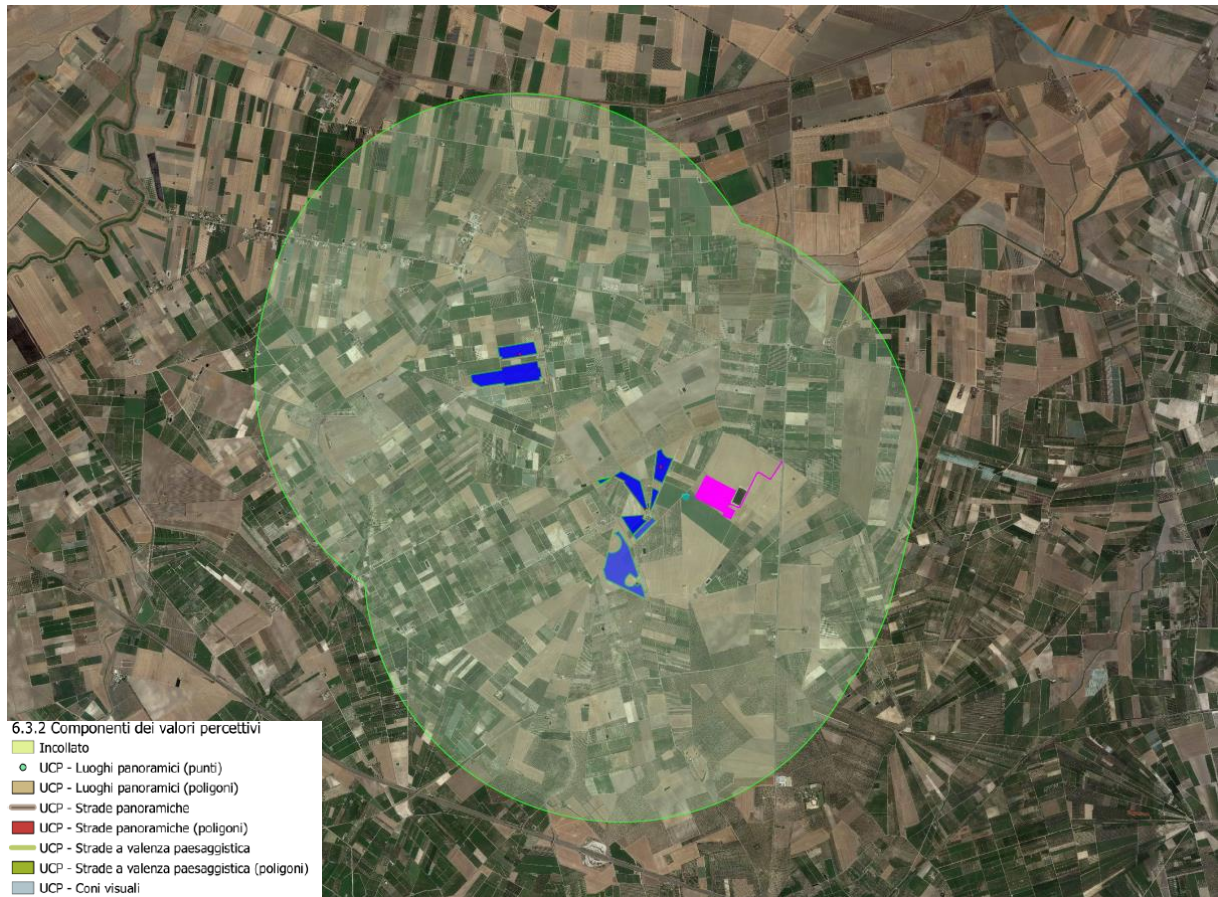 6.3.2 Componenti dei valori percettivi
Incollato
UCP - Luoghi panoramici (punti)
UCP - Luoghi panoramici (poligoni)
UCP - Strade panoramiche
UCP - Strade panoramiche (poligoni)
UCP - Strade a valenza paesaggistica
UCP - Strade a valenza paesaggistica (poligoni)
UCP - Coni visuali